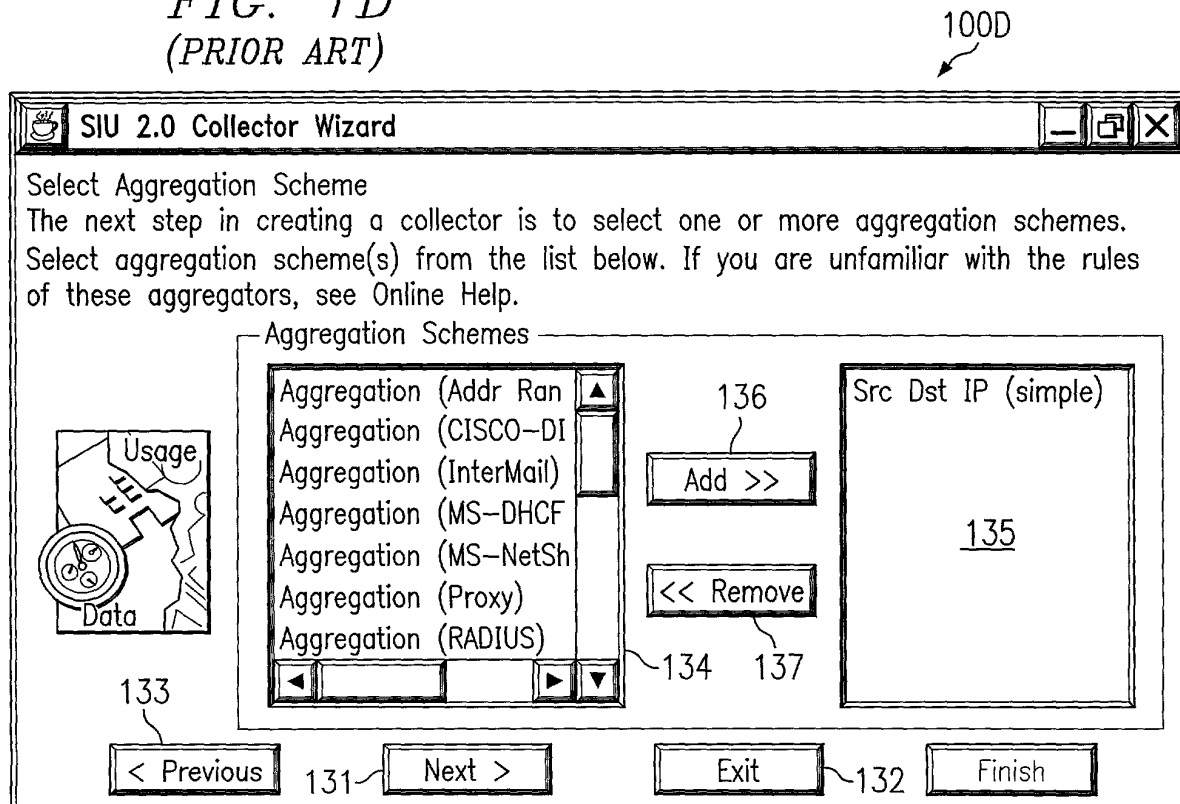 FIG. 1D
(PRIOR ART)
100D
SIU 2.0 Collector Wizard
Select Aggregation Scheme
The next step in creating a collector is to select one or more aggregation schemes.
Select aggregation scheme(s) from the list below. If you are unfamiliar with the rules
of these aggregators, see Online Help.
Aggregation Schemes
Usage
Data
Aggregation (Addr Ran
Aggregation (CISCO-DI
Aggregation (InterMail)
Aggregation (MS-DHCF
Aggregation (MS-NetSh
Aggregation (Proxy)
Aggregation (RADIUS)
134
136
Add >>
<< Remove
137
Src Dst IP (simple)
135
133
< Previous
131
Next >
Exit
132
Finish